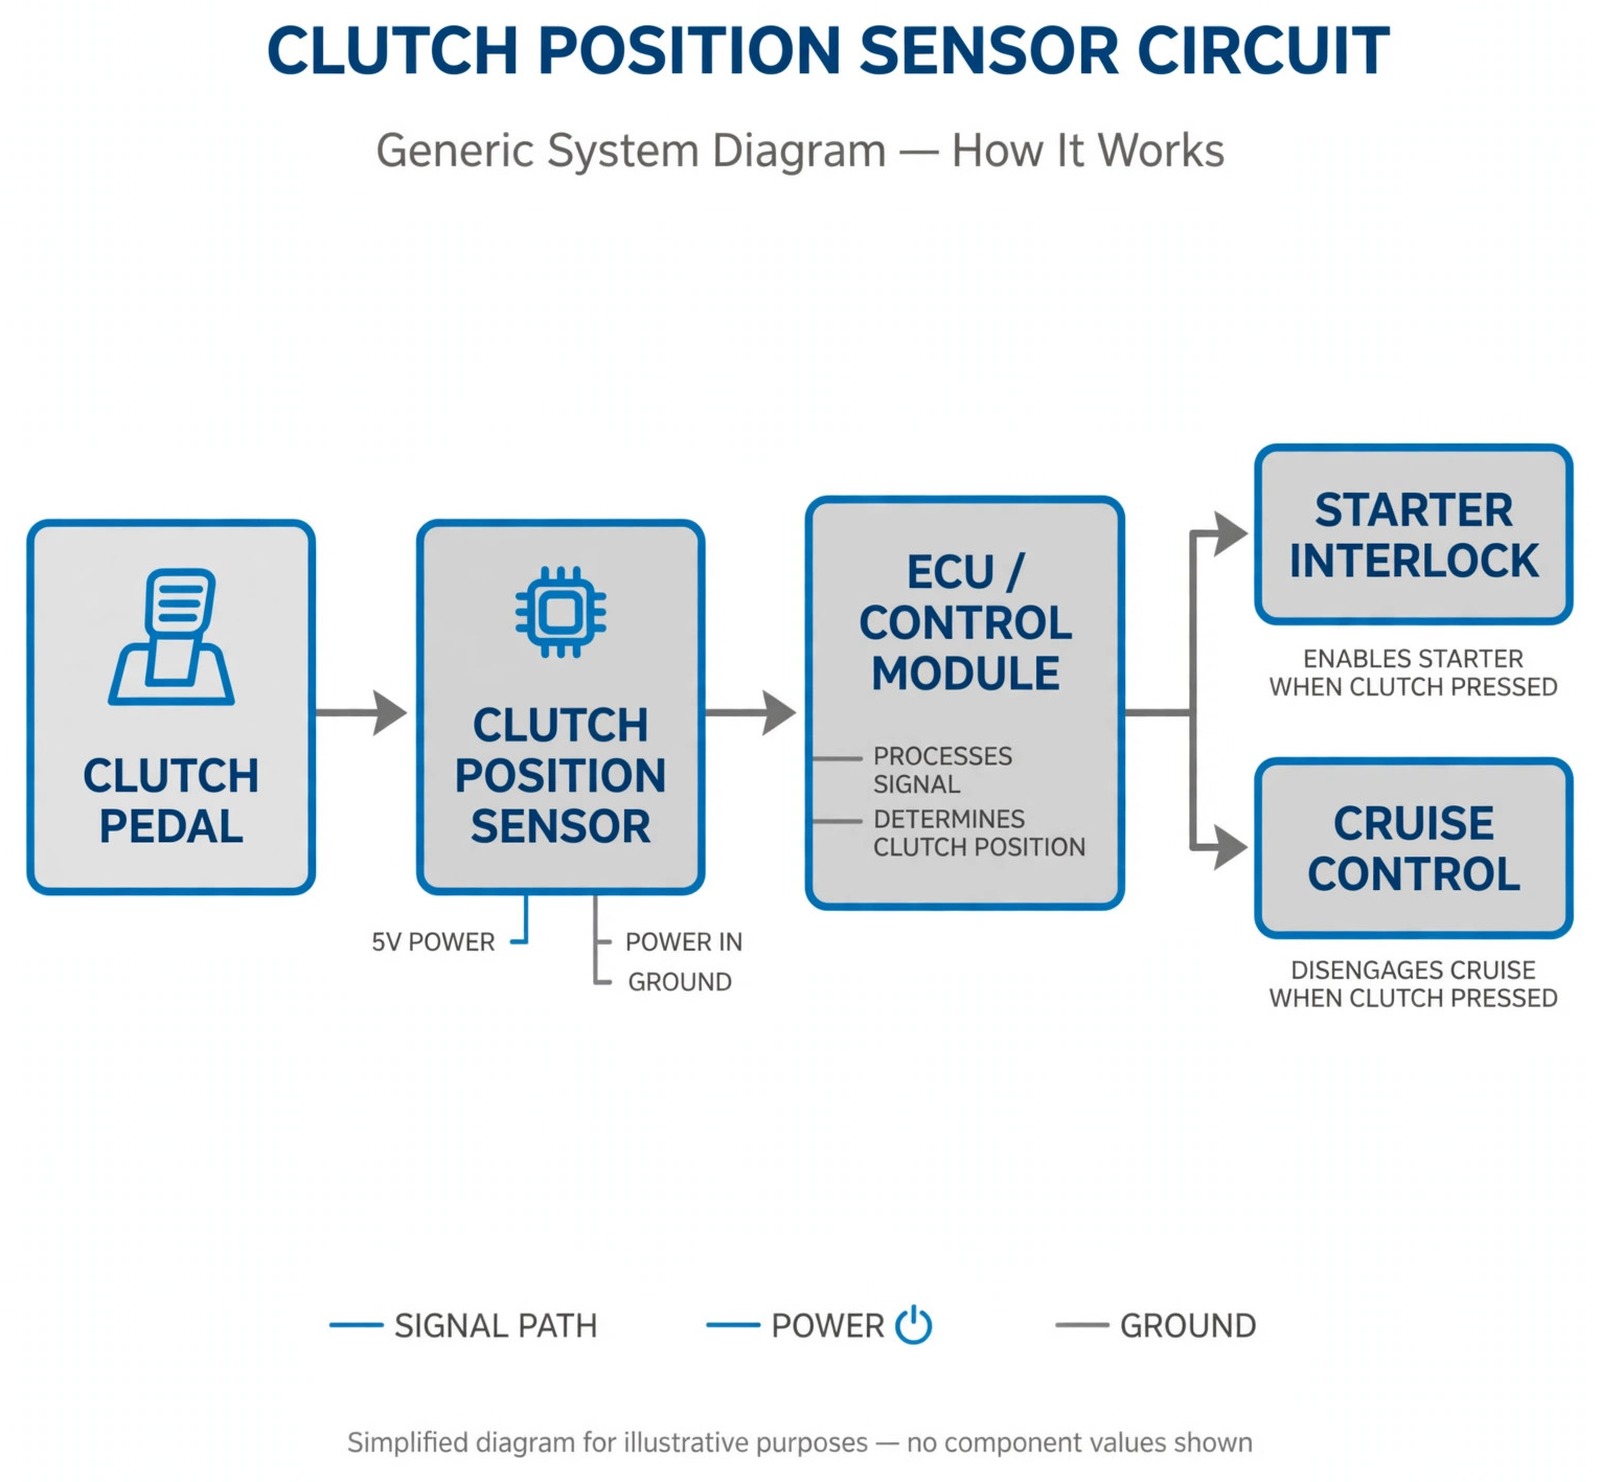 CLUTCH POSITION SENSOR CIRCUIT
Generic System Diagram — How It Works
CLUTCH
PEDAL
CLUTCH
POSITION
SENSOR
5V POWER
POWER IN
GROUND
ECU /
CONTROL
MODULE
PROCESSES
SIGNAL
DETERMINES
CLUTCH POSITION
STARTER
INTERLOCK
ENABLES STARTER
WHEN CLUTCH PRESSED
CRUISE
CONTROL
DISENGAGES CRUISE
WHEN CLUTCH PRESSED
SIGNAL PATH
POWER
GROUND
Simplified diagram for illustrative purposes — no component values shown